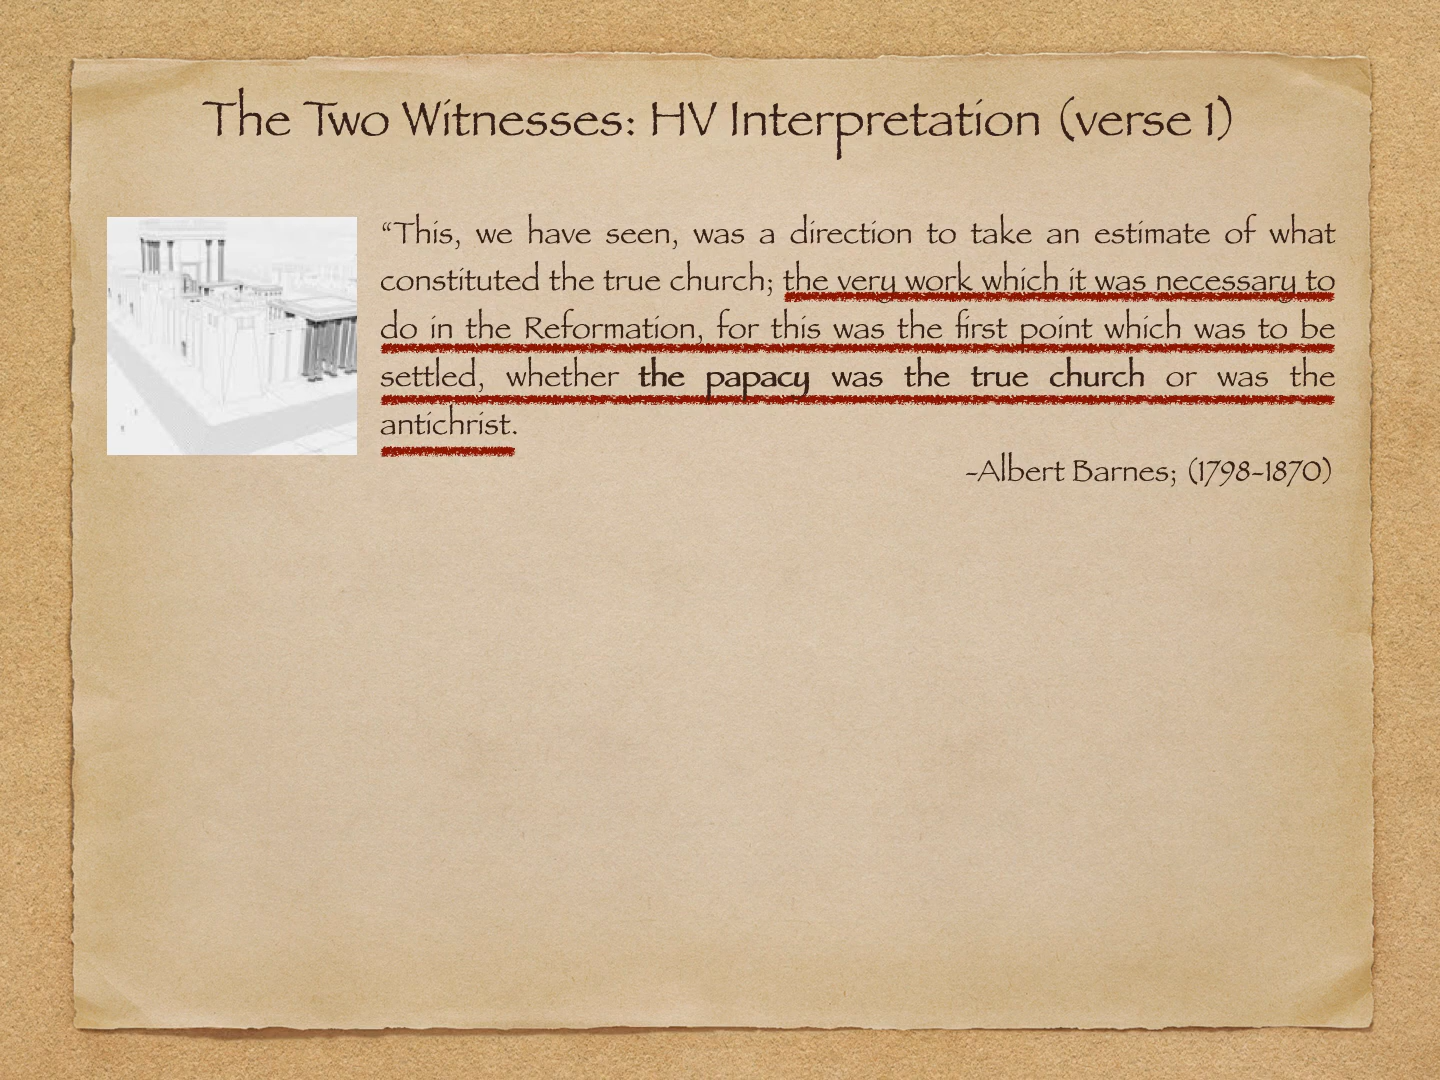 The Two Witnesses: HV Interpretation (verse 1)
“This, we have seen, was a direction to take an estimate of what
constituted the true church; the very work which it was necessary to
do in the Reformation, for this was the first point which was to be
settled, whether the papacy was the true church or was the
antichrist.
-Albert Barnes; (1798-1870)